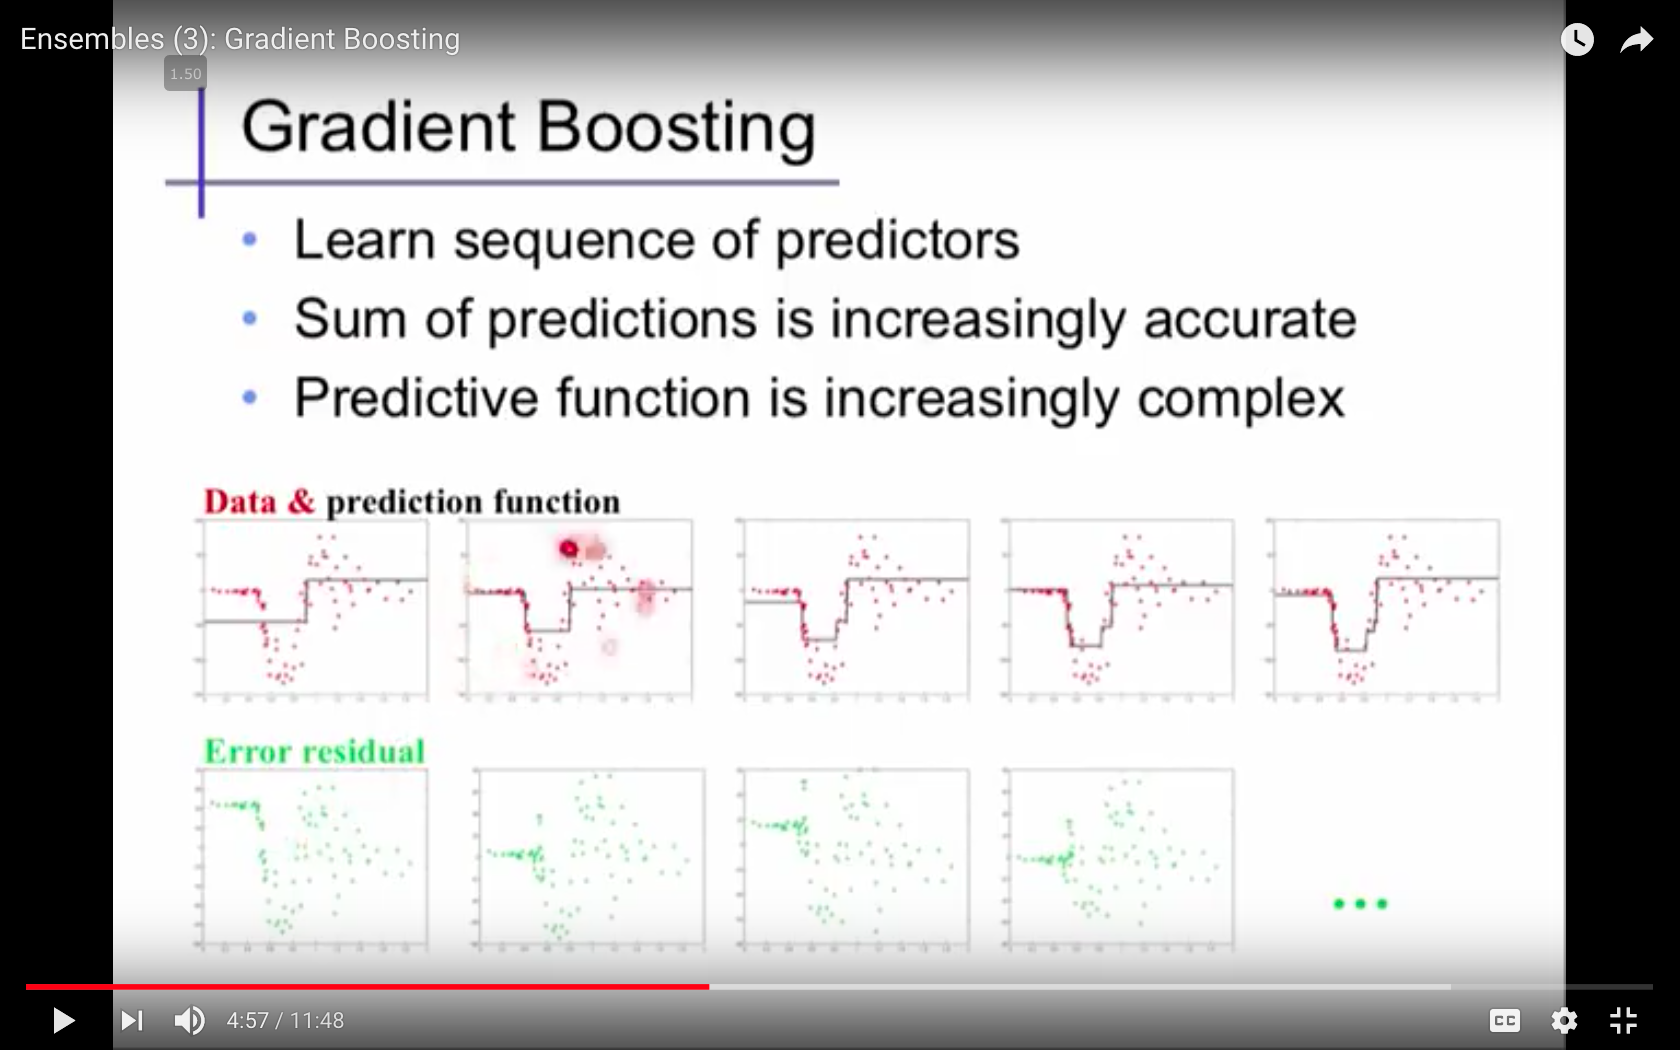 Ensembles (3): Gradient Boosting
1.50
Gradient Boosting
• Learn sequence of predictors
• Sum of predictions is increasingly accurate
• Predictive function is increasingly complex
Data & prediction function
Error residual
...
4:57 / 11:48
CC